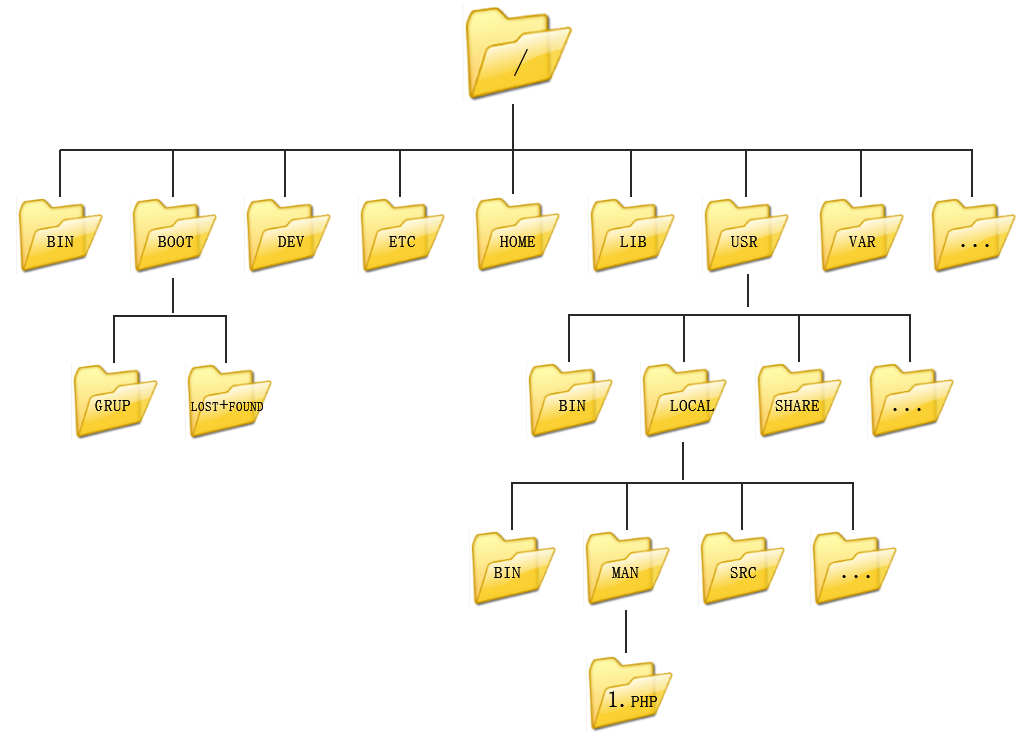 /
BIN BOOT DEV ETC HOME LIB USR VAR ...
GRUP LOST+FOUND BIN LOCAL SHARE ...
BIN MAN SRC ...
1.PHP